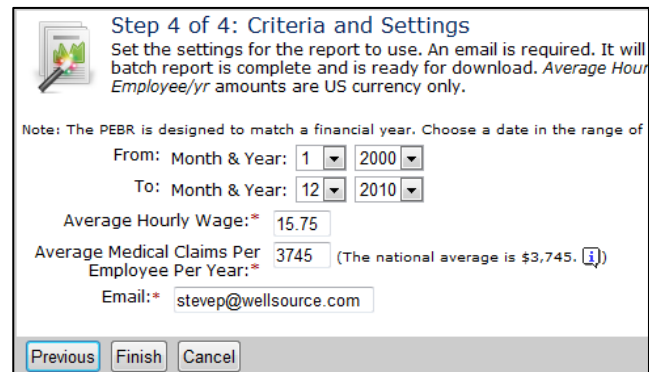 Step 4 of 4: Criteria and Settings
Set the settings for the report to use. An email is required. It will
batch report is complete and is ready for download. Average Hour
Employee/yr amounts are US currency only.
Note: The PEBR is designed to match a financial year. Choose a date in the range of
From: Month & Year: 1 2000
To: Month & Year: 12 2010
Average Hourly Wage:* 15.75
Average Medical Claims Per
Employee Per Year:* 3745 (The national average is $3,745. i)
Email:* stevep@wellsource.com
Previous Finish Cancel